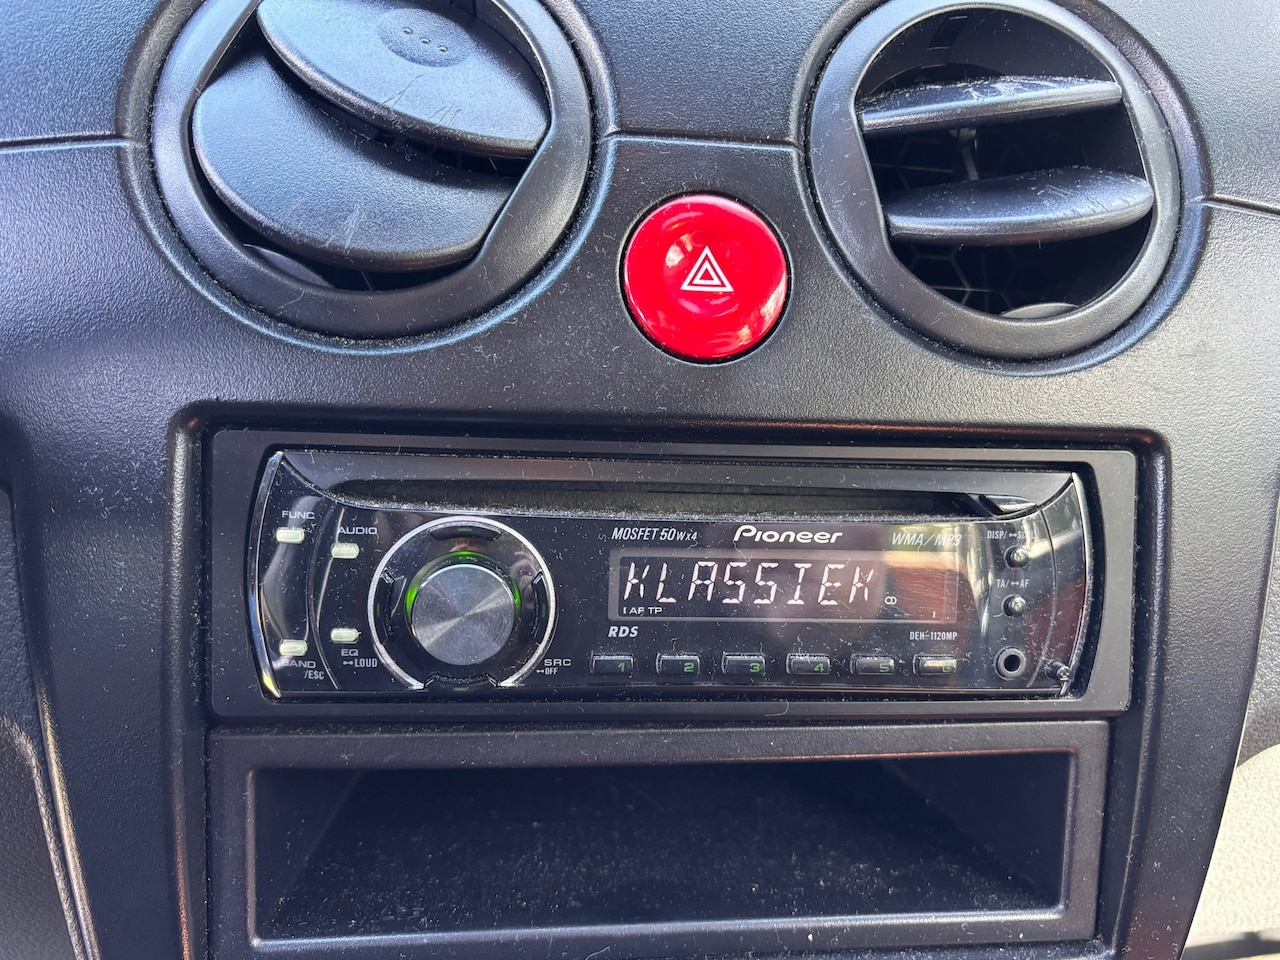 FUNC
AUDIO
MOSFET 50Wx4
Pioneer
WMA/MP3
DISP/ SCRL
KLASSIEK
TA/ AF
AF TP
RDS
DEH-1120MP
BAND
/ESC
EQ
LOUD
SRC
OFF
1 2 3 4 5 6